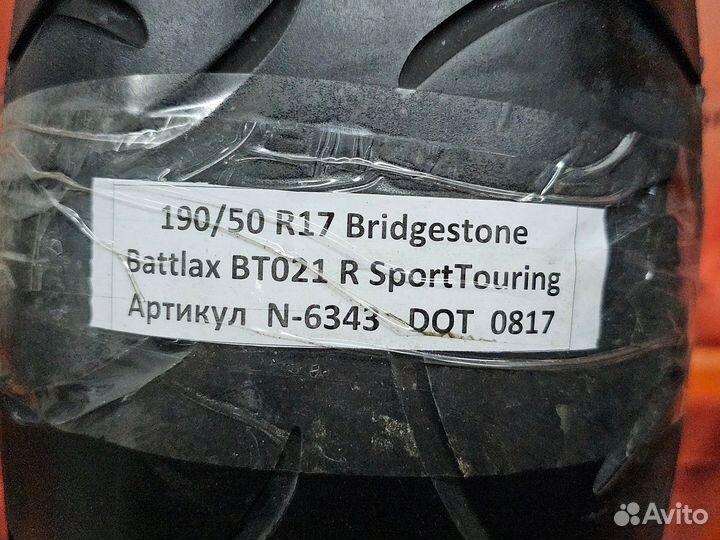 190/50 R17 Bridgestone
Battlax BT021 R SportTouring
Артикул N-6343 DOT 0817
Avito